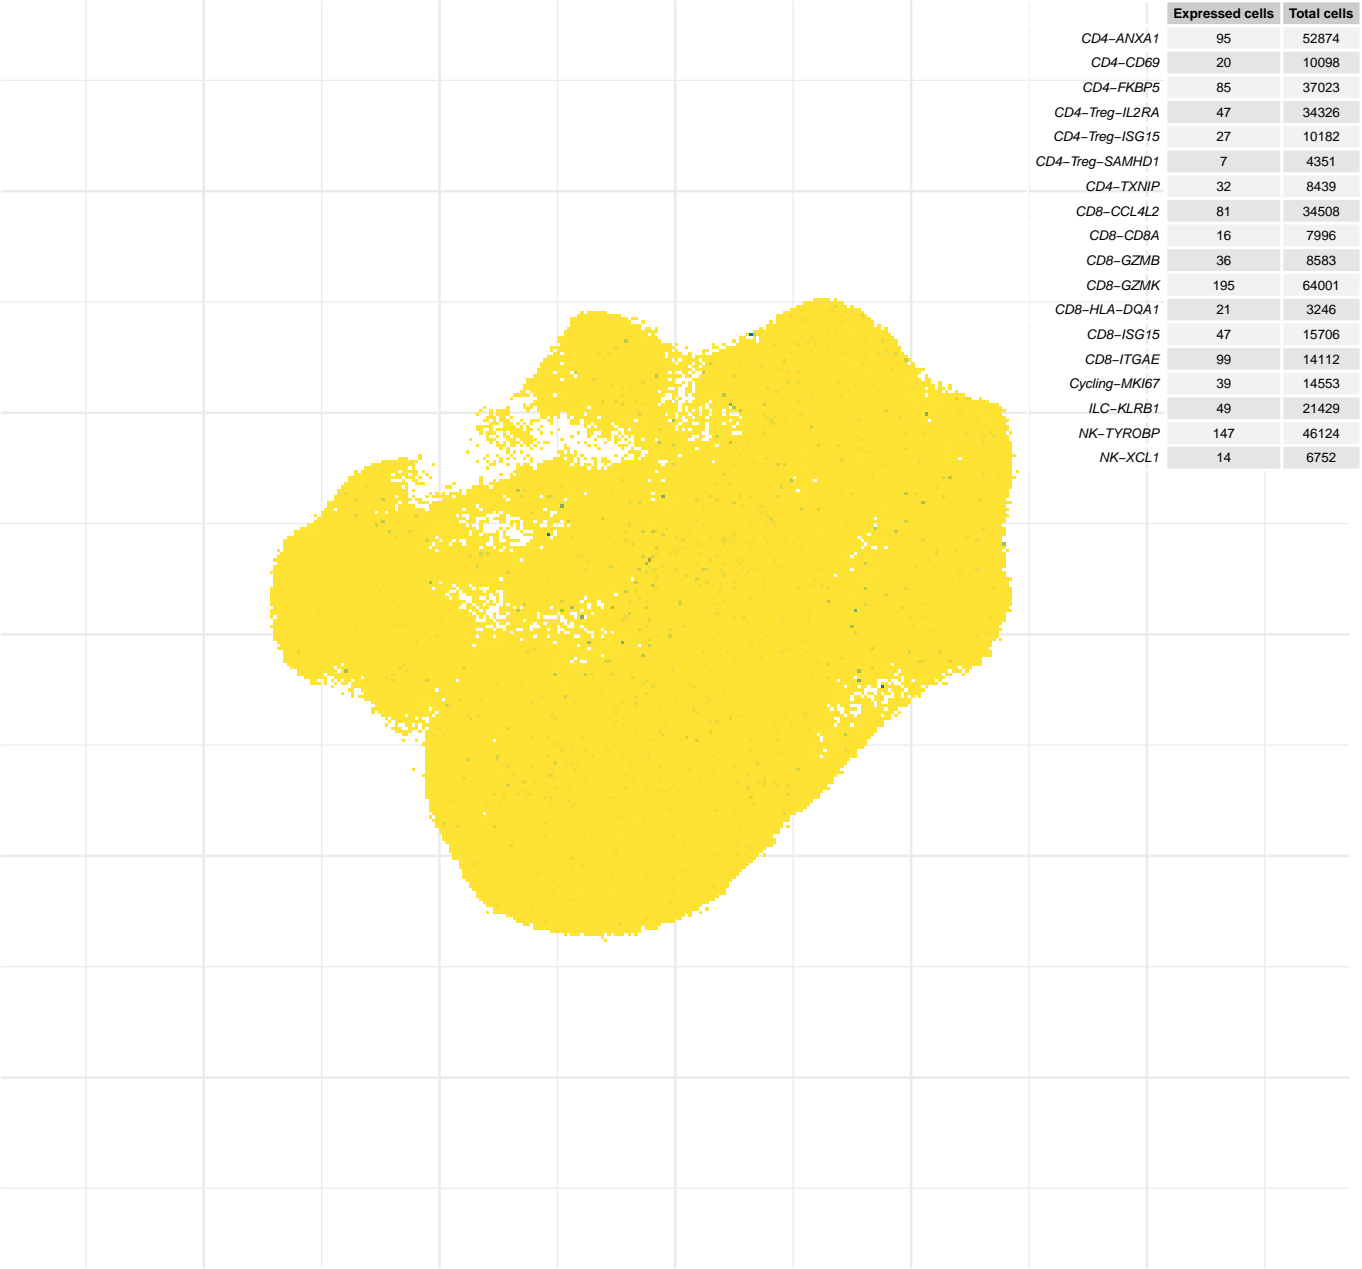 Expressed cells Total cells
CD4−ANXA1 95 52874
CD4−CD69 20 10098
CD4−FKBP5 85 37023
CD4−Treg−IL2RA 47 34326
CD4−Treg−ISG15 27 10182
CD4−Treg−SAMHD1 7 4351
CD4−TXNIP 32 8439
CD8−CCL4L2 81 34508
CD8−CD8A 16 7996
CD8−GZMB 36 8583
CD8−GZMK 195 64001
CD8−HLA−DQA1 21 3246
CD8−ISG15 47 15706
CD8−ITGAE 99 14112
Cycling−MKI67 39 14553
ILC−KLRB1 49 21429
NK−TYROBP 147 46124
NK−XCL1 14 6752